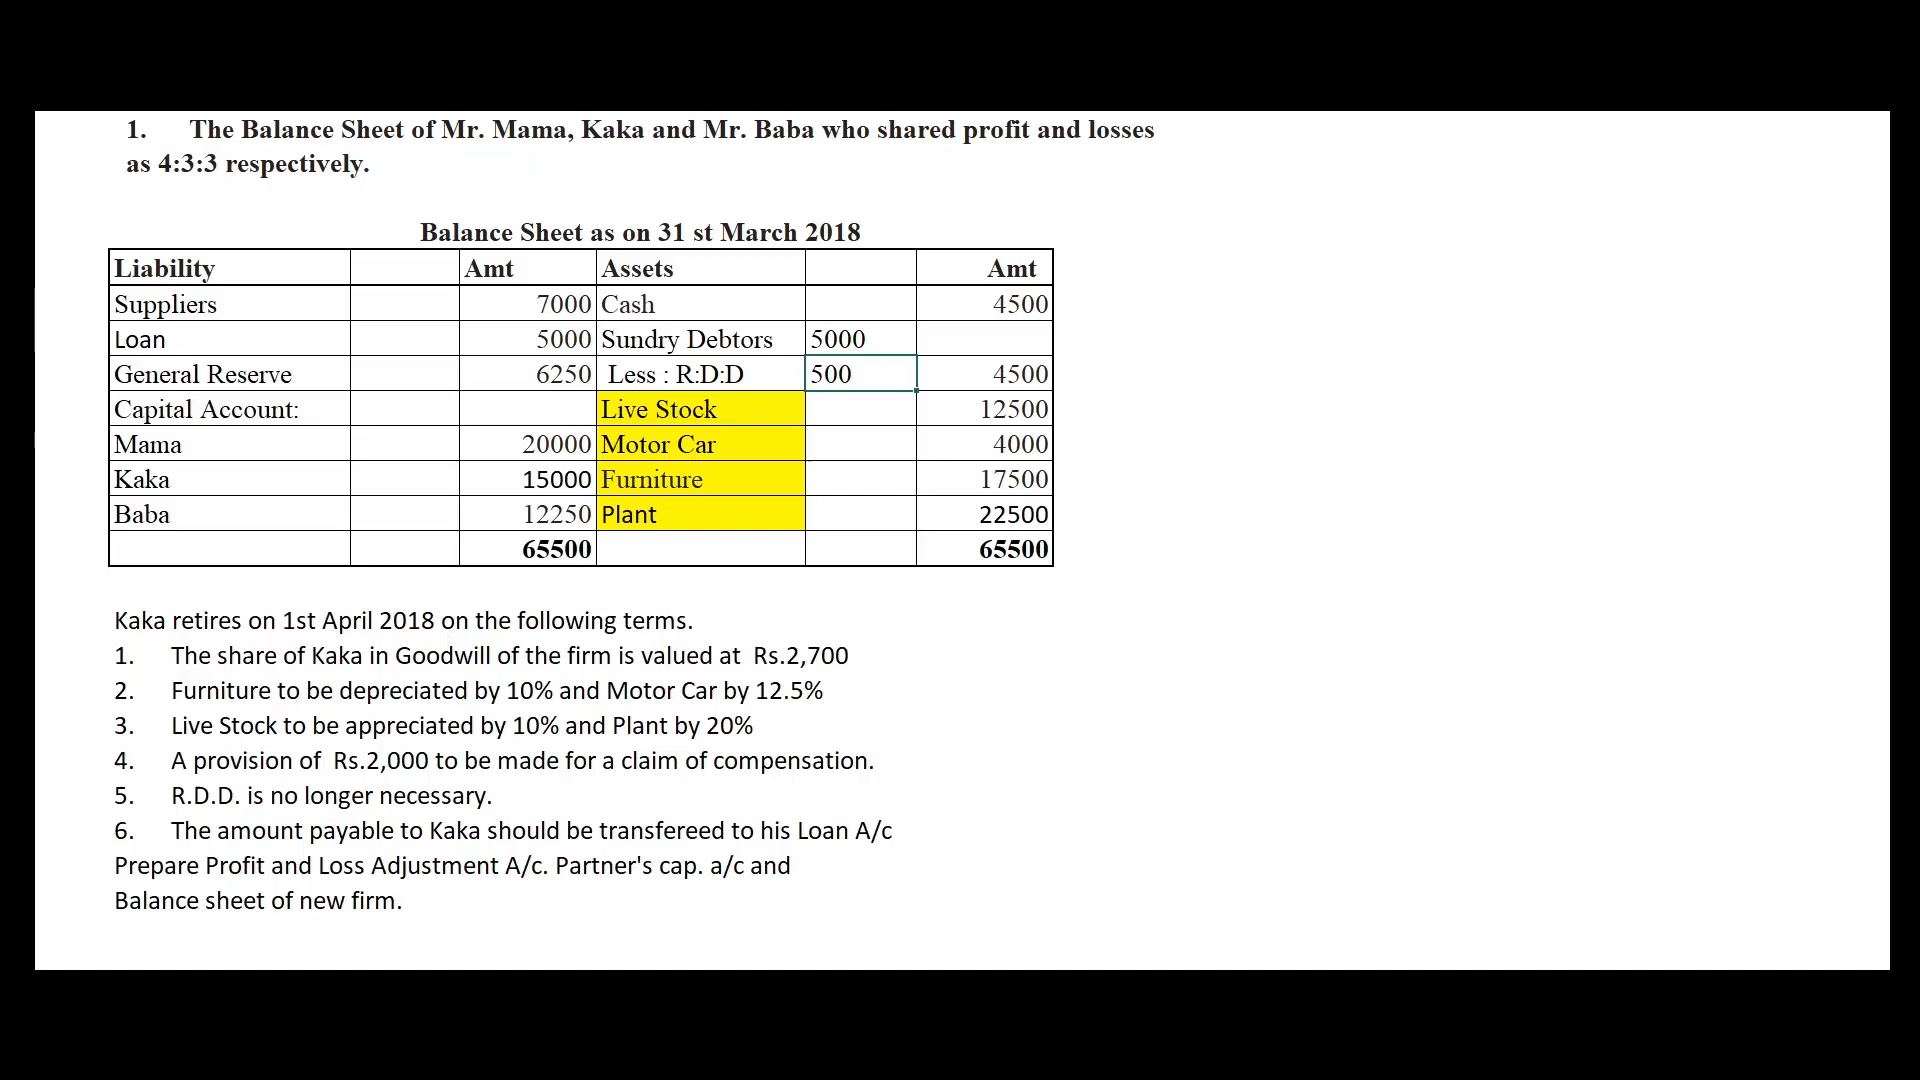 1. The Balance Sheet of Mr. Mama, Kaka and Mr. Baba who shared profit and losses
as 4:3:3 respectively.
Balance Sheet as on 31 st March 2018
Liability Amt Assets Amt
Suppliers 7000 Cash 4500
Loan 5000 Sundry Debtors 5000
General Reserve 6250 Less : R:D:D 500 4500
Capital Account: Live Stock 12500
Mama 20000 Motor Car 4000
Kaka 15000 Furniture 17500
Baba 12250 Plant 22500
65500 65500
Kaka retires on 1st April 2018 on the following terms.
1. The share of Kaka in Goodwill of the firm is valued at Rs.2,700
2. Furniture to be depreciated by 10% and Motor Car by 12.5%
3. Live Stock to be appreciated by 10% and Plant by 20%
4. A provision of Rs.2,000 to be made for a claim of compensation.
5. R.D.D. is no longer necessary.
6. The amount payable to Kaka should be transfereed to his Loan A/c
Prepare Profit and Loss Adjustment A/c. Partner's cap. a/c and
Balance sheet of new firm.